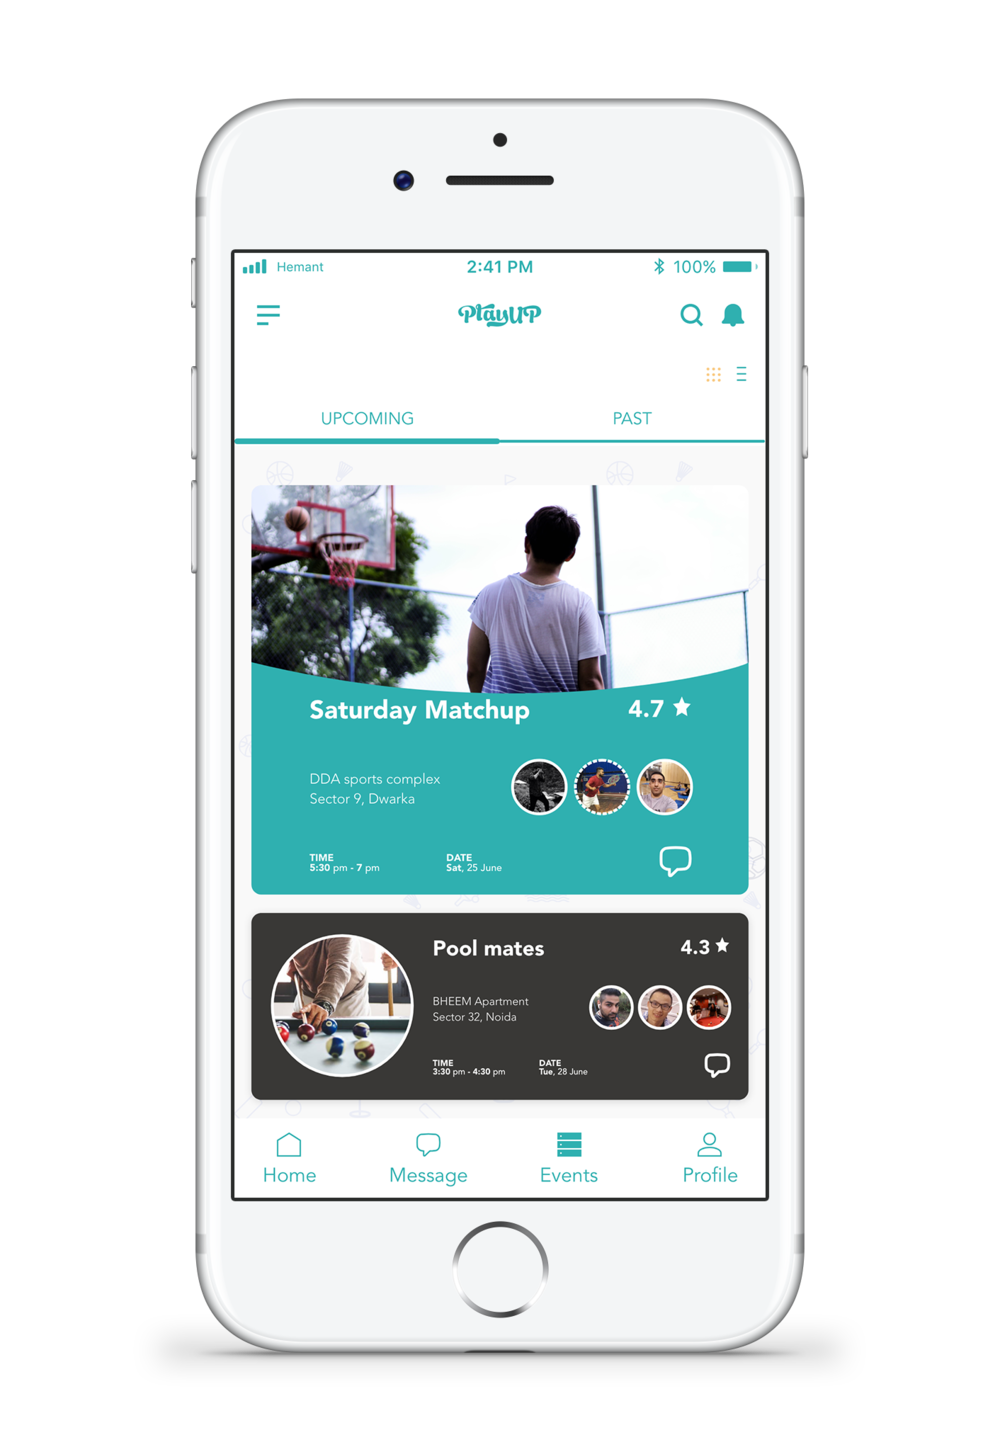 Hemant 2:41 PM 100%
PlayUP
UPCOMING PAST
Saturday Matchup 4.7
DDA sports complex
Sector 9, Dwarka
TIME DATE
5:30 pm - 7 pm Sat, 25 June
Pool mates 4.3
BHEEM Apartment
Sector 32, Noida
TIME DATE
3:30 pm - 4:30 pm Tue, 28 June
Home Message Events Profile